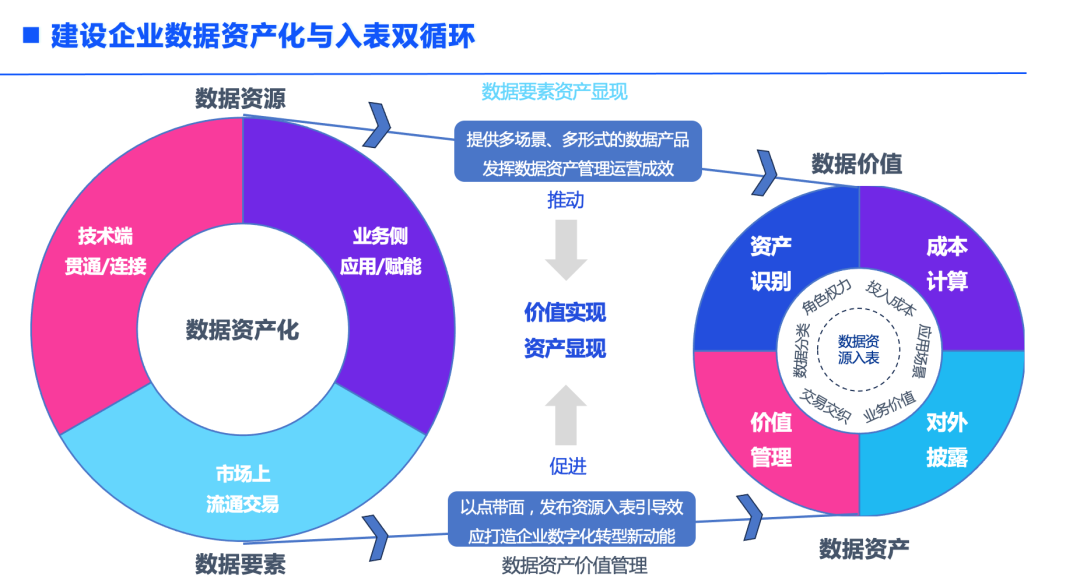 建设企业数据资产化与入表双循环
数据资源
数据要素资产显现
提供多场景、多形式的数据产品
发挥数据资产管理运营成效
数据价值
推动
技术端
贯通/连接
业务侧
应用/赋能
数据资产化
市场上
流通交易
价值实现
资产显现
资产
识别
成本
计算
角色权力
投入成本
数据分类
应用场景
数据资
源入表
交易交织
业务价值
价值
管理
对外
披露
促进
以点带面，发布资源入表引导效
应打造企业数字化转型新动能
数据要素
数据资产价值管理
数据资产